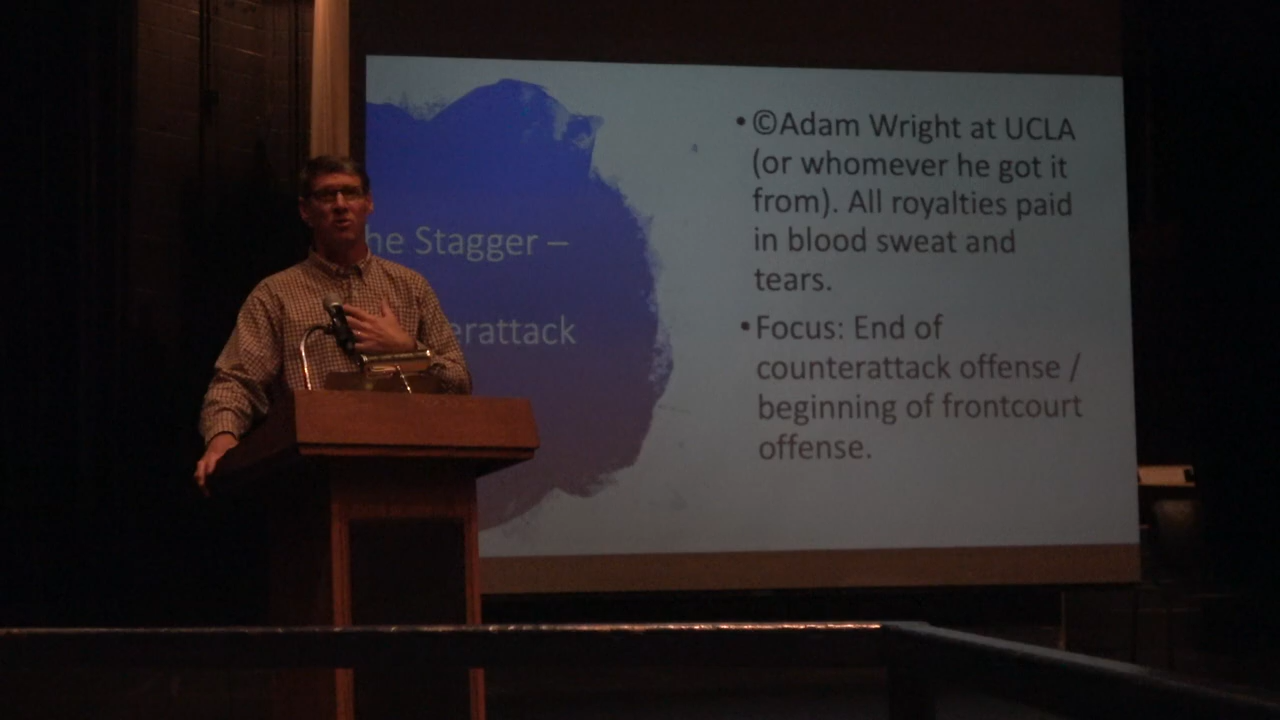 he Stagger –
erattack
• ©Adam Wright at UCLA
(or whomever he got it
from). All royalties paid
in blood sweat and
tears.
• Focus: End of
counterattack offense /
beginning of frontcourt
offense.